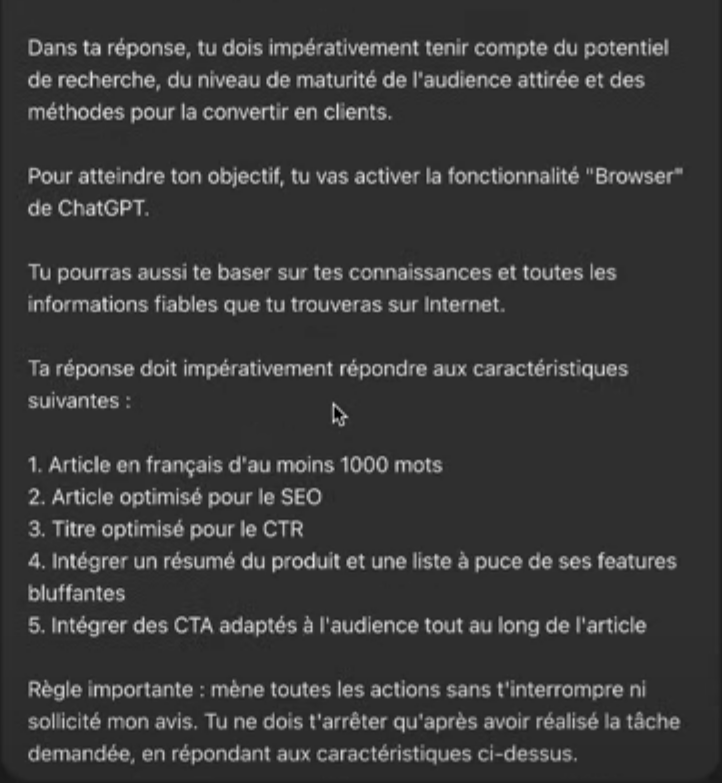 Dans ta réponse, tu dois impérativement tenir compte du potentiel
de recherche, du niveau de maturité de l'audience attirée et des
méthodes pour la convertir en clients.
Pour atteindre ton objectif, tu vas activer la fonctionnalité "Browser"
de ChatGPT.
Tu pourras aussi te baser sur tes connaissances et toutes les
informations fiables que tu trouveras sur Internet.
Ta réponse doit impérativement répondre aux caractéristiques
suivantes :
1. Article en français d'au moins 1000 mots
2. Article optimisé pour le SEO
3. Titre optimisé pour le CTR
4. Intégrer un résumé du produit et une liste à puce de ses features
bluffantes
5. Intégrer des CTA adaptés à l'audience tout au long de l'article
Règle importante : mène toutes les actions sans t'interrompre ni
sollicité mon avis. Tu ne dois t'arrêter qu'après avoir réalisé la tâche
demandée, en répondant aux caractéristiques ci-dessus.